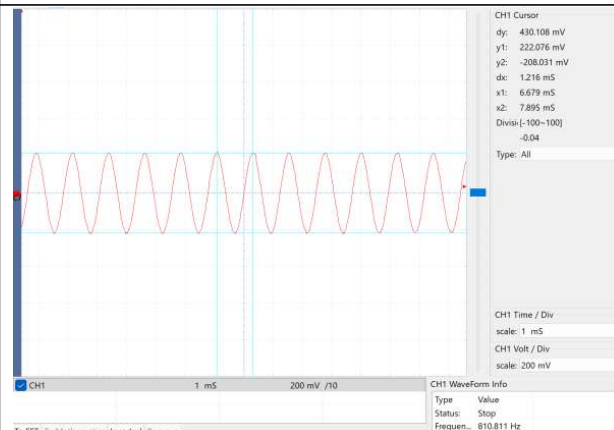 CH1 Cursor
dy: 430.108 mV
y1: 222.076 mV
y2: -208.031 mV
dx: 1.216 mS
x1: 6.679 mS
x2: 7.895 mS
Divisi [-100~100]
-0.04
Type: All
CH1 Time / Div
scale: 1 mS
CH1 Volt / Div
scale: 200 mV
CH1 1 mS 200 mV /10
CH1 WaveForm Info
Type Value
Status: Stop
Frequen... 810.811 Hz